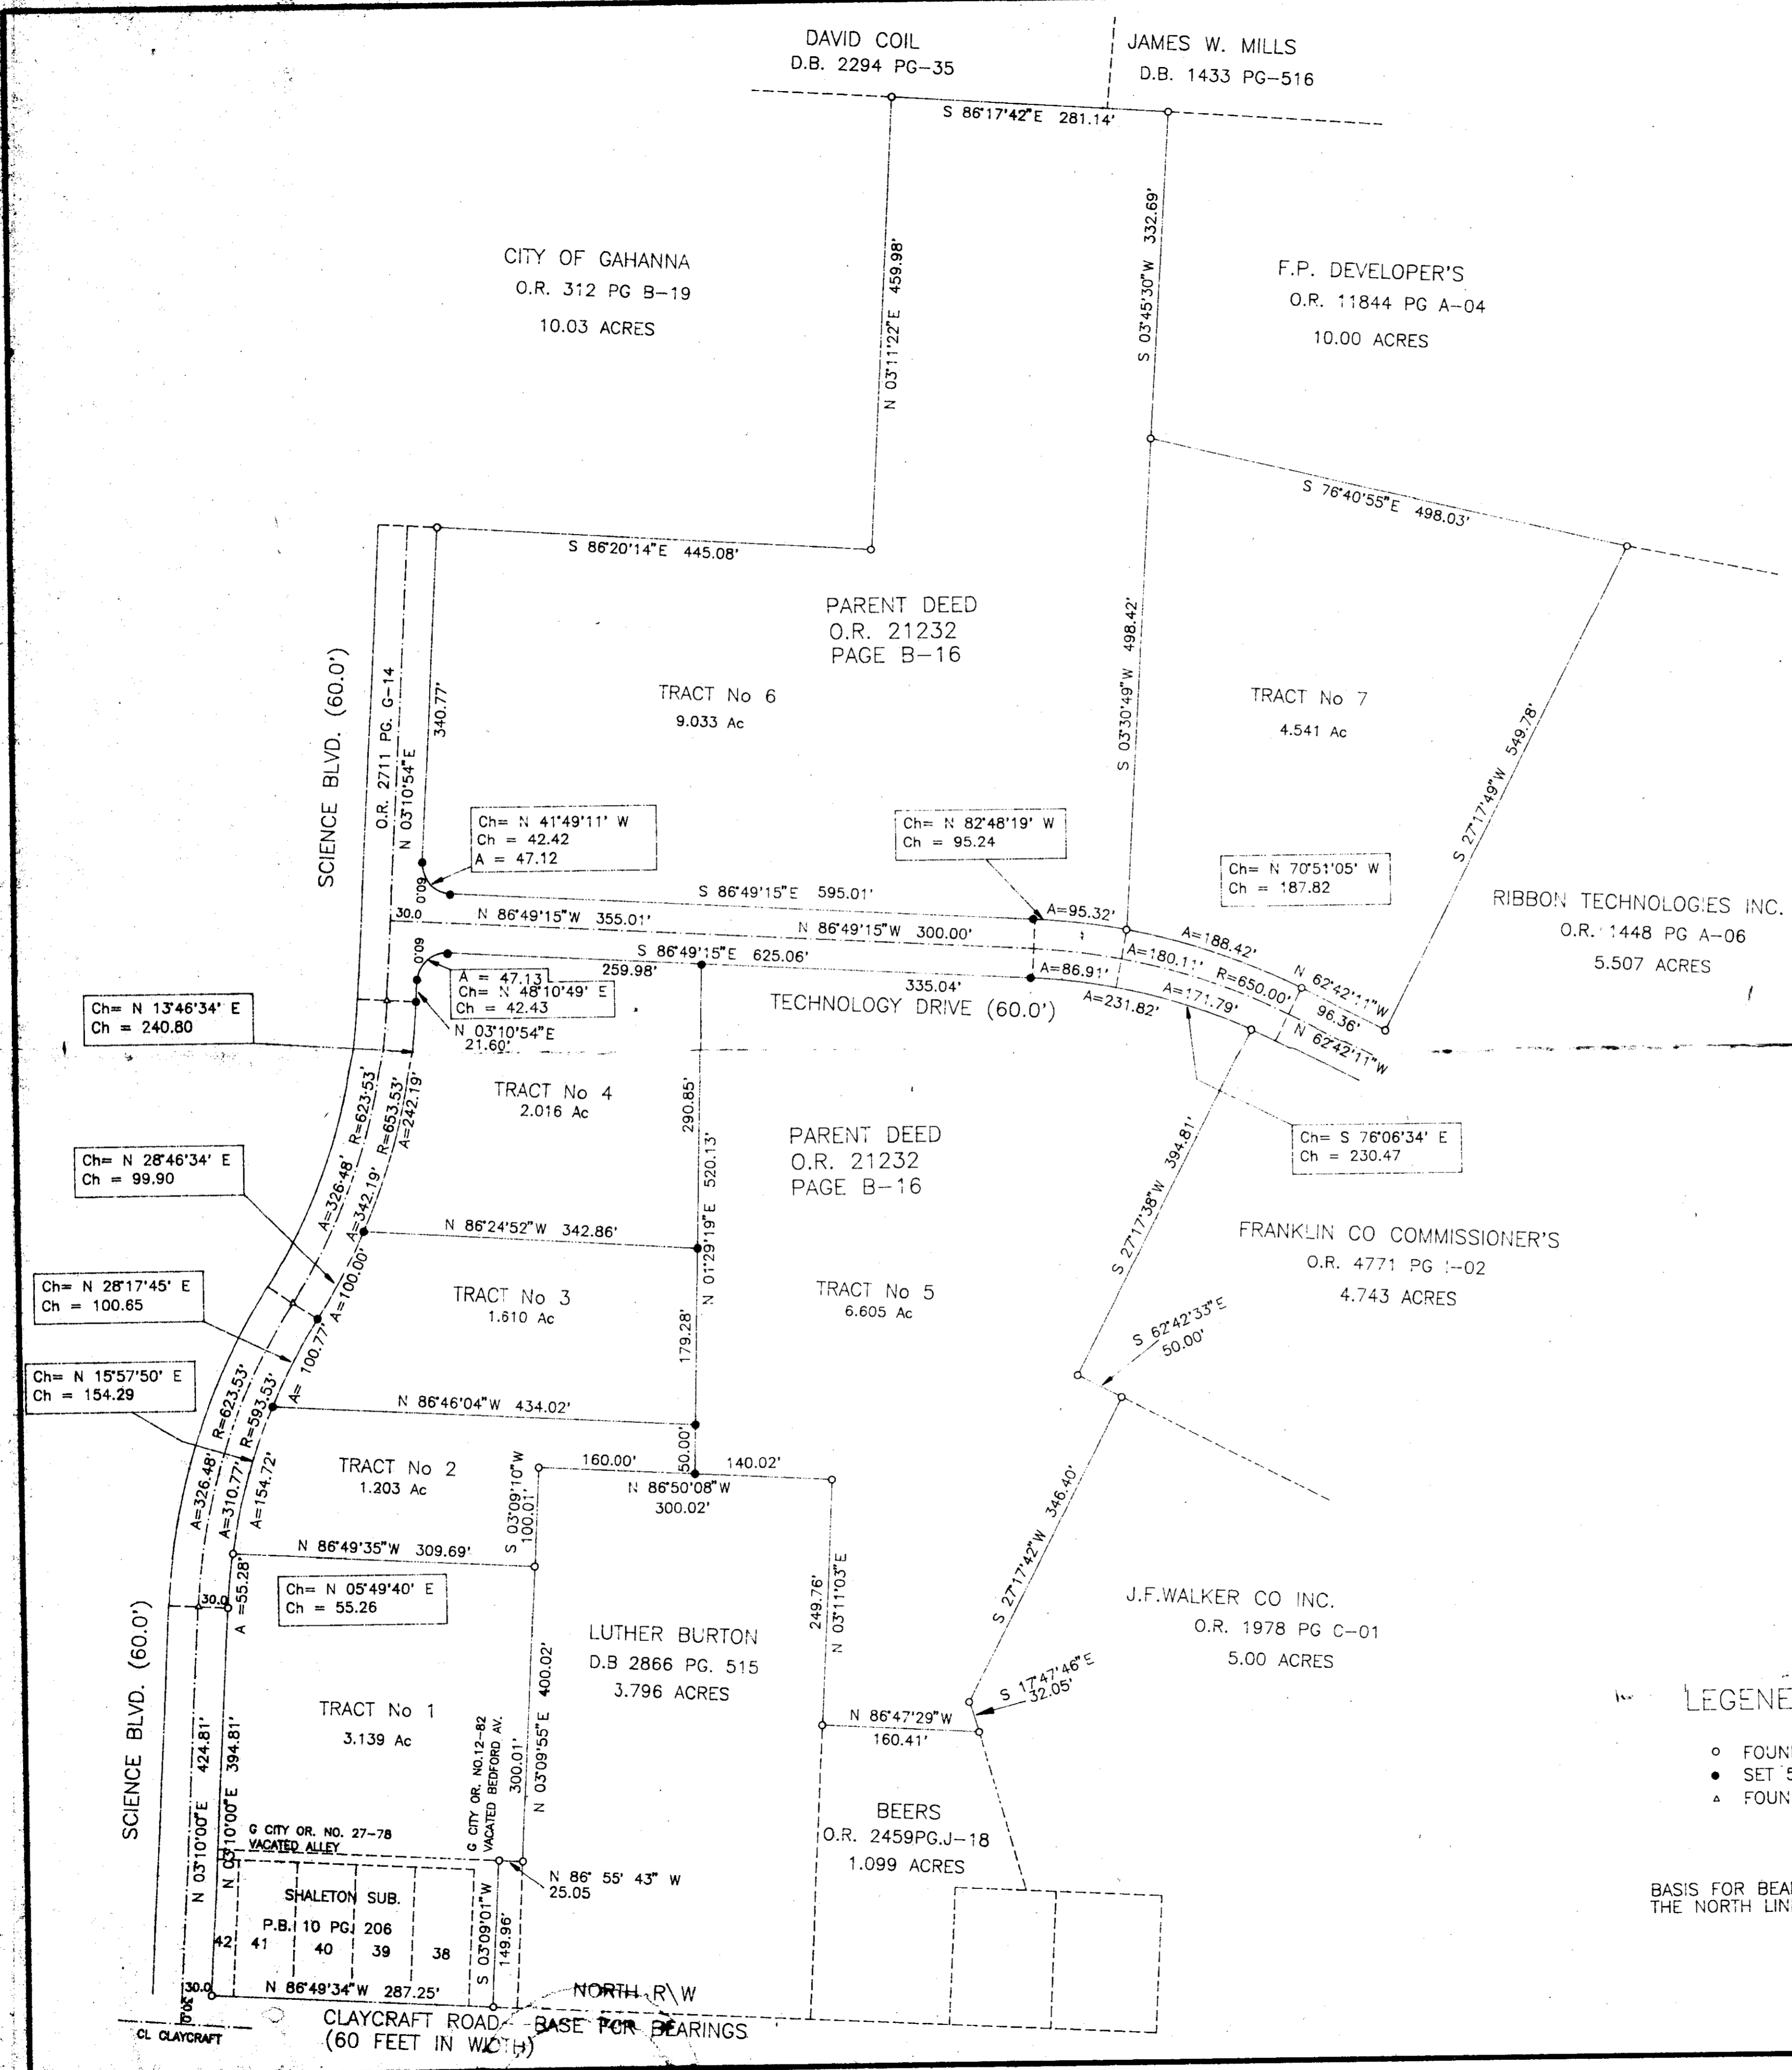 DAVID COIL
D.B. 2294 PG-35
JAMES W. MILLS
D.B. 1433 PG-516
S 86°17'42"E 281.14'
CITY OF GAHANNA
O.R. 312 PG B-19
10.03 ACRES
N 03°11'22"E 459.98'
S 03°45'30"W 332.69'
F.P. DEVELOPER'S
O.R. 11844 PG A-04
10.00 ACRES
S 76°40'55"E 498.03'
S 86°20'14"E 445.08'
PARENT DEED
O.R. 21232
PAGE B-16
TRACT No 6
9.033 Ac
S 03°30'49"W 498.42'
TRACT No 7
4.541 Ac
S 27°17'49"W 549.78'
SCIENCE BLVD. (60.0')
O.R. 2711 PG. G-14
N 03°10'54"E
340.77'
Ch= N 41°49'11' W
Ch = 42.42
A = 47.12
Ch= N 82°48'19' W
Ch = 95.24
Ch= N 70°51'05' W
Ch = 187.82
RIBBON TECHNOLOGIES INC.
O.R. 1448 PG A-06
5.507 ACRES
60.0
30.0
S 86°49'15"E 595.01'
N 86°49'15"W 355.01'
N 86°49'15"W 300.00'
A=95.32'
A=188.42'
A=180.11' R=650.00'
N 62°42'11"W
96.36'
N 62°42'11"W
60.0
S 86°49'15"E 625.06'
259.98'
335.04'
A=86.91'
A=231.82'
A=171.79'
A = 47.13
Ch= N 48°10'49' E
Ch = 42.43
TECHNOLOGY DRIVE (60.0')
N 03°10'54"E
21.60'
Ch= N 13°46'34' E
Ch = 240.80
TRACT No 4
2.016 Ac
A=326.48' R=623.53'
A=342.19' R=653.53'
A=242.19'
290.85'
N 01°29'19"E 520.13'
PARENT DEED
O.R. 21232
PAGE B-16
S 27°17'38"W 394.81'
Ch= S 76°06'34' E
Ch = 230.47
Ch= N 28°46'34' E
Ch = 99.90
N 86°24'52"W 342.86'
FRANKLIN CO COMMISSIONER'S
O.R. 4771 PG
4.743 ACRES
Ch= N 28°17'45' E
Ch = 100.65
A=100.00'
A= 100.77'
TRACT No 3
1.610 Ac
TRACT No 5
6.605 Ac
179.28'
S 62°42'33"E
50.00'
Ch= N 15°57'50' E
Ch = 154.29
N 86°46'04"W 434.02'
A=326.48' R=623.53'
A=310.77' R=593.53'
A=154.72'
TRACT No 2
1.203 Ac
S 03°09'10"W
100.01'
160.00'
50.00'
140.02'
N 86°50'08"W
300.02'
S 27°17'42"W 346.40'
N 86°49'35"W 309.69'
30.0
A =55.28'
Ch= N 05°49'40' E
Ch = 55.26
249.76'
N 03°11'03"E
J.F.WALKER CO INC.
O.R. 1978 PG C-01
5.00 ACRES
LUTHER BURTON
D.B 2866 PG. 515
3.796 ACRES
SCIENCE BLVD. (60.0')
N 03°10'00"E 424.81'
N 03°10'00"E 394.81'
TRACT No 1
3.139 Ac
G CITY OR. NO.12-82
VACATED BEDFORD AV.
300.01'
N 03°09'55"E 400.02'
S 17°47'46"E
32.05'
N 86°47'29"W
160.41'
LEGEN
FOUN
SET 5
FOUN
G CITY OR. NO. 27-78
VACATED ALLEY
BEERS
O.R. 2459PG.J-18
1.099 ACRES
N 86° 55' 43" W
25.05
SHALETON SUB.
P.B. 10 PG. 206
42 41 40 39 38
S 03°09'01"W
149.96'
BASIS FOR BEA
THE NORTH LIN
30.0
N 86°49'34"W 287.25'
NORTH R\W
30.0
CL CLAYCRAFT
CLAYCRAFT ROAD - BASE FOR BEARINGS
(60 FEET IN WIDTH)